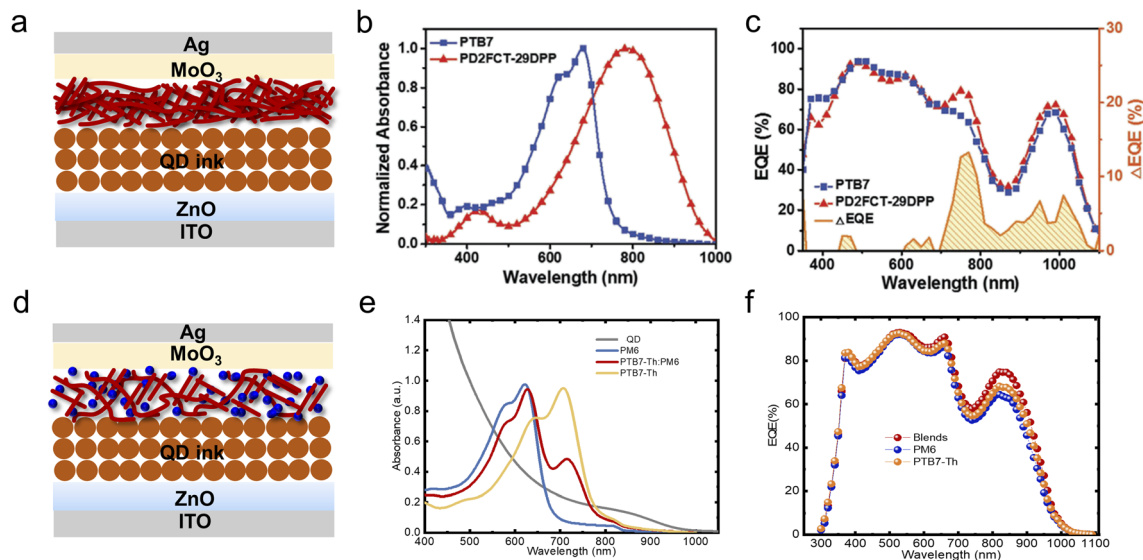 a
Ag
MoO₃
QD ink
ZnO
ITO
b
PTB7
PD2FCT-29DPP
Normalized Absorbance
1.0
0.8
0.6
0.4
0.2
0.0
300 400 500 600 700 800 900 1000
Wavelength (nm)
c
EQE (%)
100
80
60
40
20
0
PTB7
PD2FCT-29DPP
△EQE
30
20
10
0
ΔEQE (%)
400 600 800 1000
Wavelength (nm)
d
Ag
MoO₃
QD ink
ZnO
ITO
e
Absorbance (a.u.)
1.4
1.2
1.0
0.8
0.6
0.4
0.2
0.0
QD
PM6
PTB7-Th:PM6
PTB7-Th
400 500 600 700 800 900 1000
Wavelength (nm)
f
EQE(%)
100
80
60
40
20
0
Blends
PM6
PTB7-Th
300 400 500 600 700 800 900 1000 1100
Wavelength (nm)